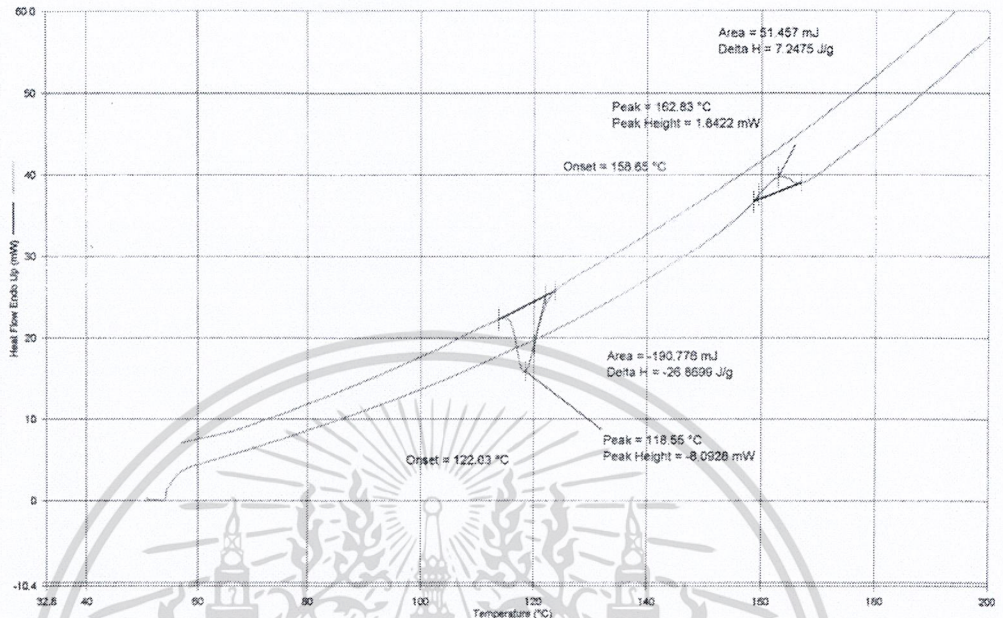 60.0
Area = 51.457 mJ
Delta H = 7.2475 J/g
50
Peak = 162.83 °C
Peak Height = 1.8422 mW
Onset = 158.65 °C
40
Heat Flow Endo Up (mW)
30
20
Area = -190.776 mJ
Delta H = -26.8699 J/g
10
Peak = 118.55 °C
Peak Height = -8.0928 mW
Onset = 122.03 °C
0
-10.4
32.8 40 60 80 100 120 140 160 180 200
Temperature (°C)